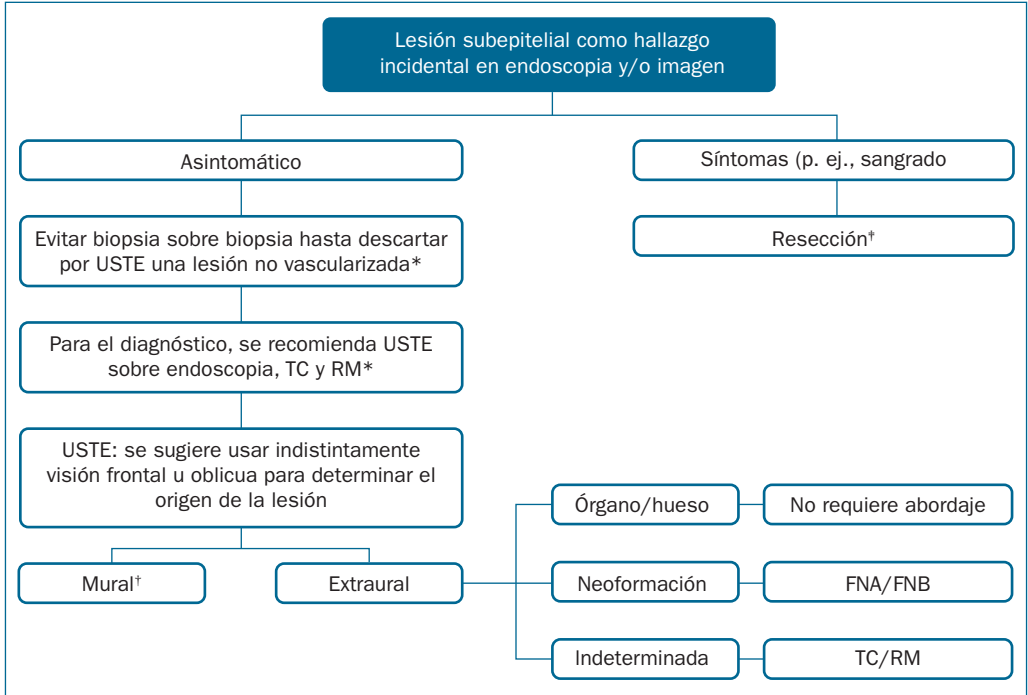 Lesión subepitelial como hallazgo
incidental en endoscopia y/o imagen
Asintomático
Síntomas (p. ej., sangrado
Evitar biopsia sobre biopsia hasta descartar
por USTE una lesión no vascularizada*
Resección‡
Para el diagnóstico, se recomienda USTE
sobre endoscopia, TC y RM*
USTE: se sugiere usar indistintamente
visión frontal u oblicua para determinar el
origen de la lesión
Mural†
Extraural
Órgano/hueso
No requiere abordaje
Neoformación
FNA/FNB
Indeterminada
TC/RM